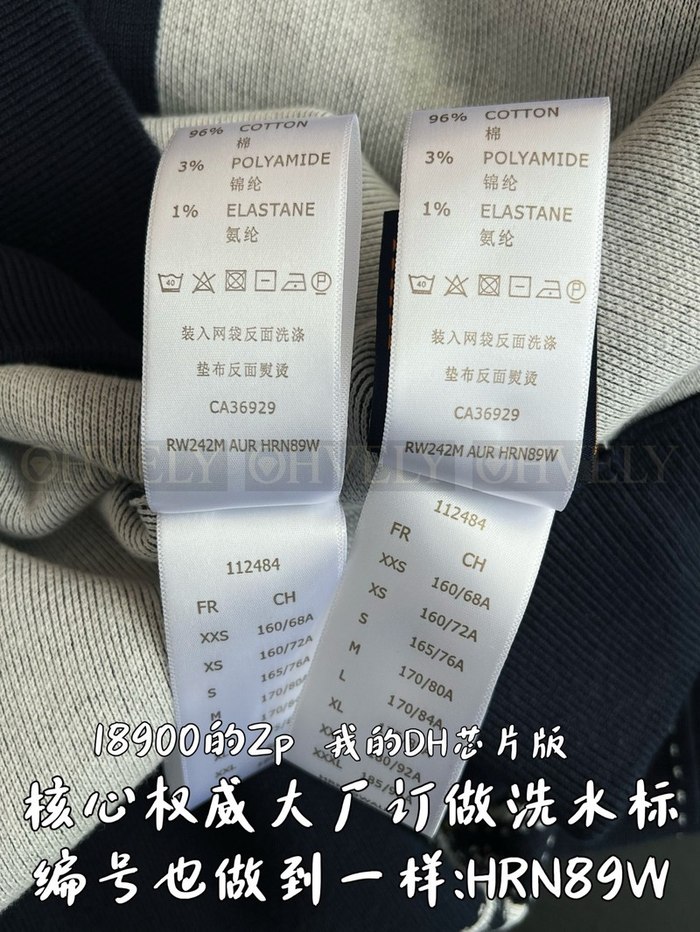 96% COTTON
棉
3% POLYAMIDE
锦纶
1% ELASTANE
氨纶
40
装入网袋反面洗涤
垫布反面熨烫
CA36929
RW242M AUR HRN89W
112484
FR CH
XXS 160/68A
XS 160/72A
S 165/76A
M
96% COTTON
棉
3% POLYAMIDE
锦纶
1% ELASTANE
氨纶
40
装入网袋反面洗涤
垫布反面熨烫
CA36929
RW242M AUR HRN89W
112484
FR CH
XXS 160/68A
XS 160/72A
S 165/76A
M 170/80A
L 170/84A
XL
OHVELY OHVELY OHVELY
18900的Zp 我的DH芯片版
核心权威大厂订做洗水标
编号也做到一样:HRN89W